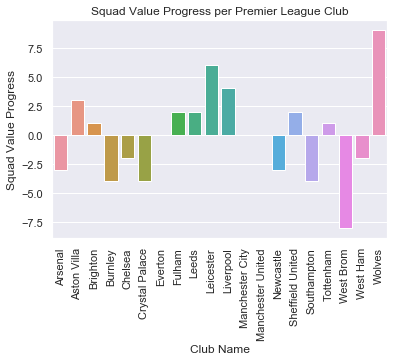 Squad Value Progress per Premier League Club
Squad Value Progress
7.5
5.0
2.5
0.0
−2.5
−5.0
−7.5
Arsenal
Aston Villa
Brighton
Burnley
Chelsea
Crystal Palace
Everton
Fulham
Leeds
Leicester
Liverpool
Manchester City
Manchester United
Newcastle
Sheffield United
Southampton
Tottenham
West Brom
West Ham
Wolves
Club Name